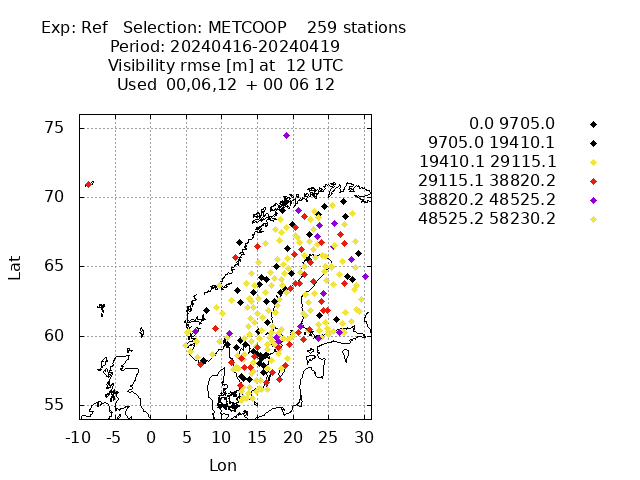 Exp: Ref   Selection: METCOOP    259 stations
Period: 20240416-20240419
Visibility rmse [m] at  12 UTC
Used  00,06,12  + 00 06 12
0.0 9705.0
9705.0 19410.1
19410.1 29115.1
29115.1 38820.2
38820.2 48525.2
48525.2 58230.2
75
70
65
60
55
Lat
-10 -5 0 5 10 15 20 25 30
Lon